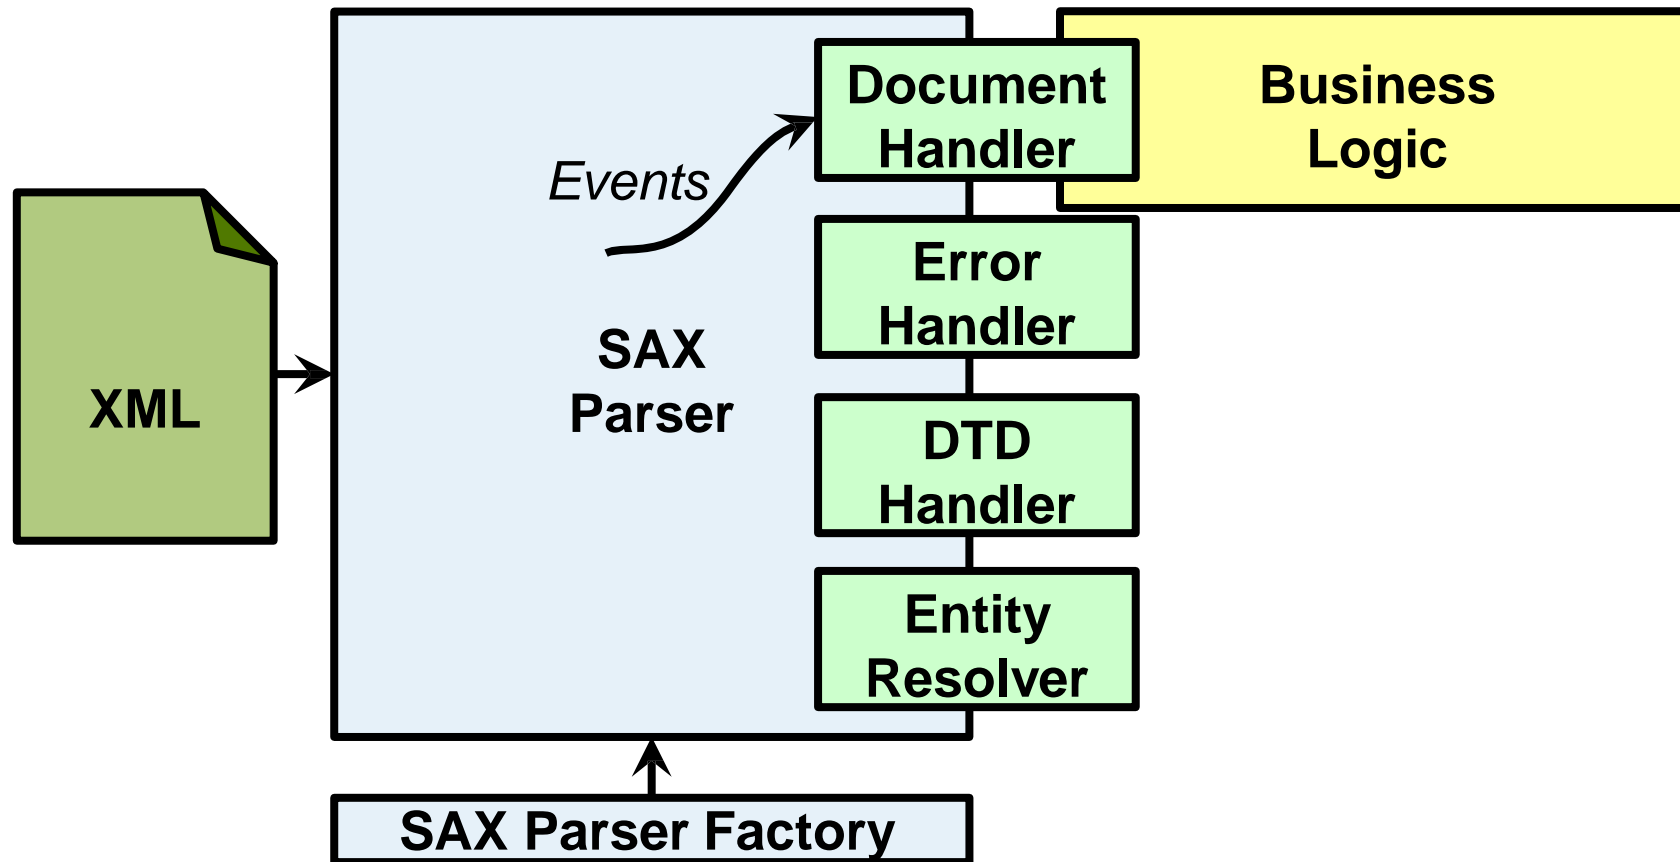 Document
Handler
Business
Logic
Events
Error
Handler
SAX
Parser
XML
DTD
Handler
Entity
Resolver
SAX Parser Factory